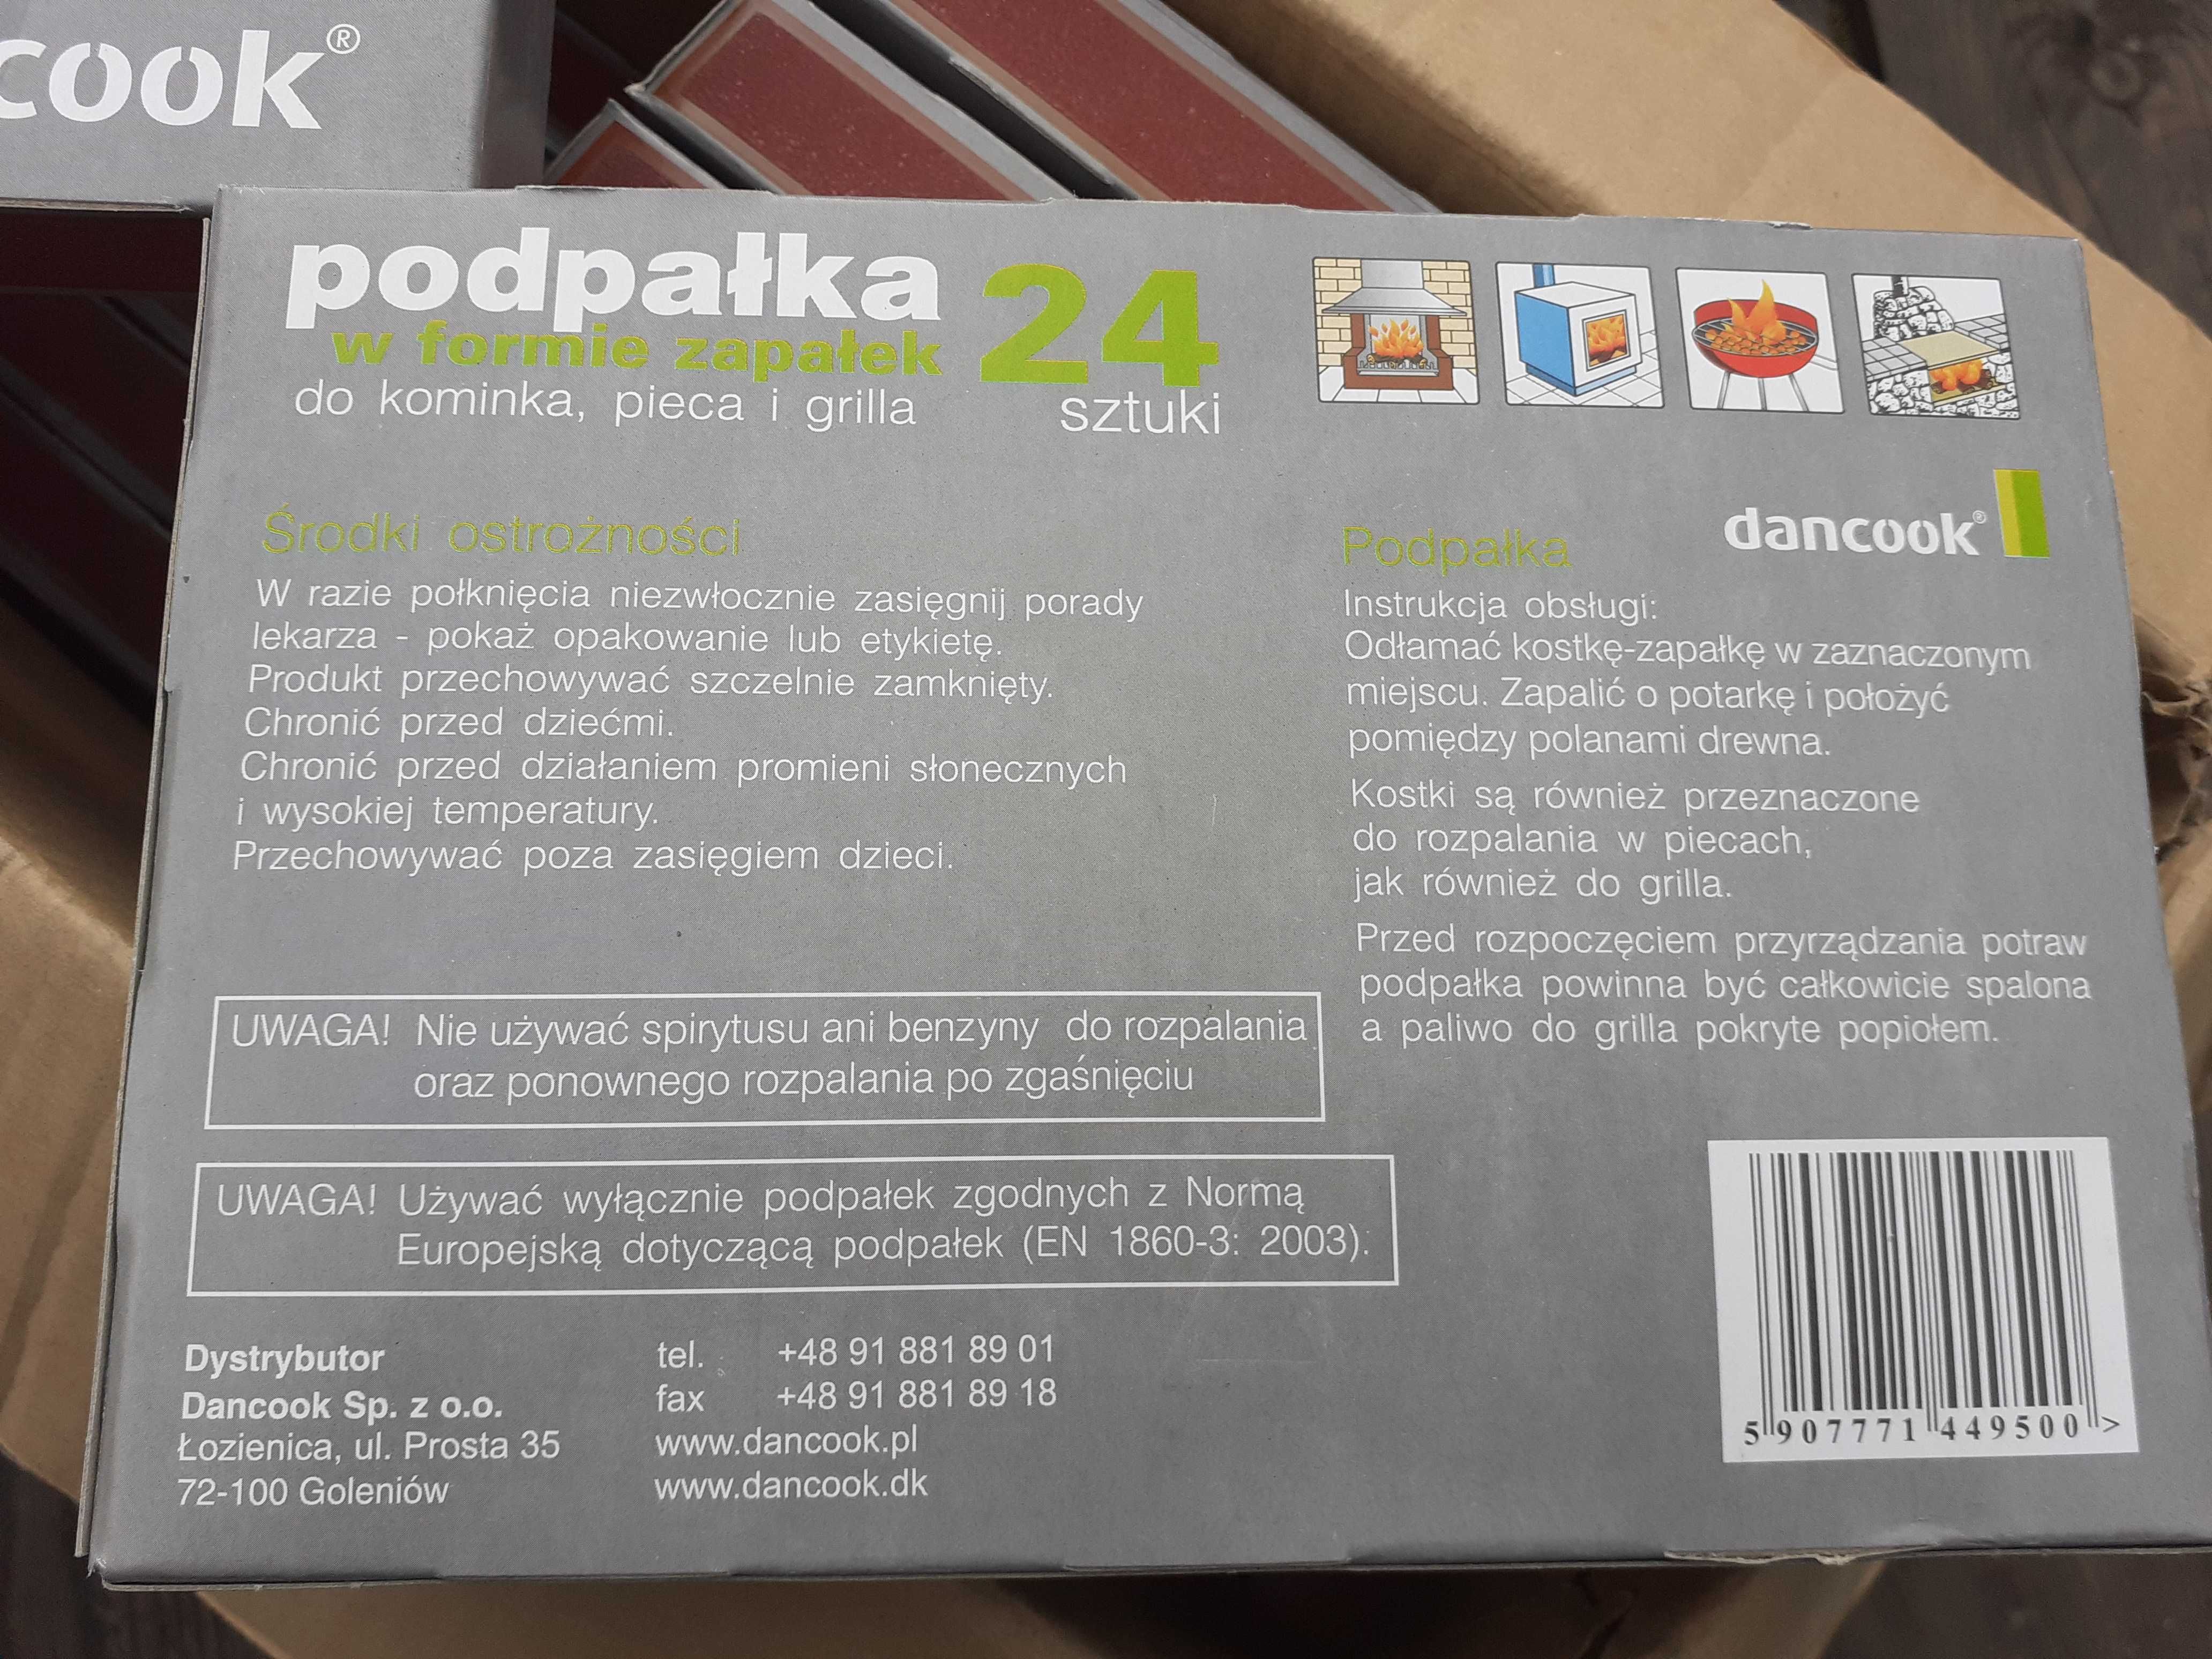 cook®
podpałka
w formie zapałek
do kominka, pieca i grilla
24
sztuki
Środki ostrożności
W razie połknięcia niezwłocznie zasięgnij porady
lekarza - pokaż opakowanie lub etykietę.
Produkt przechowywać szczelnie zamknięty.
Chronić przed dziećmi.
Chronić przed działaniem promieni słonecznych
i wysokiej temperatury.
Przechowywać poza zasięgiem dzieci.
UWAGA! Nie używać spirytusu ani benzyny do rozpalania
oraz ponownego rozpalania po zgaśnięciu
UWAGA! Używać wyłącznie podpałek zgodnych z Normą
Europejską dotyczącą podpałek (EN 1860-3: 2003).
dancook®
Podpałka
Instrukcja obsługi:
Odłamać kostkę-zapałkę w zaznaczonym
miejscu. Zapalić o potarkę i położyć
pomiędzy polanami drewna.
Kostki są również przeznaczone
do rozpalania w piecach,
jak również do grilla.
Przed rozpoczęciem przyrządzania potraw
podpałka powinna być całkowicie spalona
a paliwo do grilla pokryte popiołem.
Dystrybutor
Dancook Sp. z o.o.
Łozienica, ul. Prosta 35
72-100 Goleniów
tel. +48 91 881 89 01
fax +48 91 881 89 18
www.dancook.pl
www.dancook.dk
5 907771 449500 >